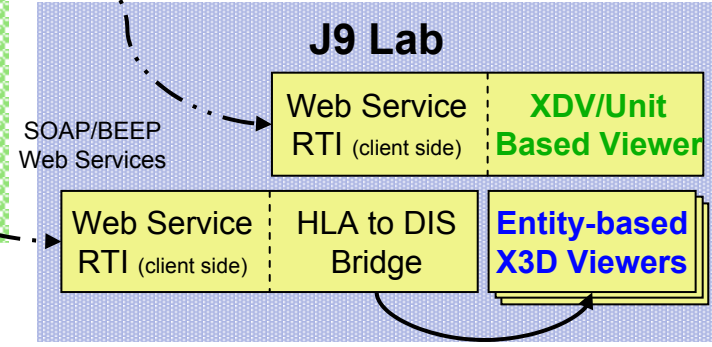 J9 Lab
Web Service
RTI (client side)
XDV/Unit
Based Viewer
SOAP/BEEP
Web Services
Web Service
RTI (client side)
HLA to DIS
Bridge
Entity-based
X3D Viewers